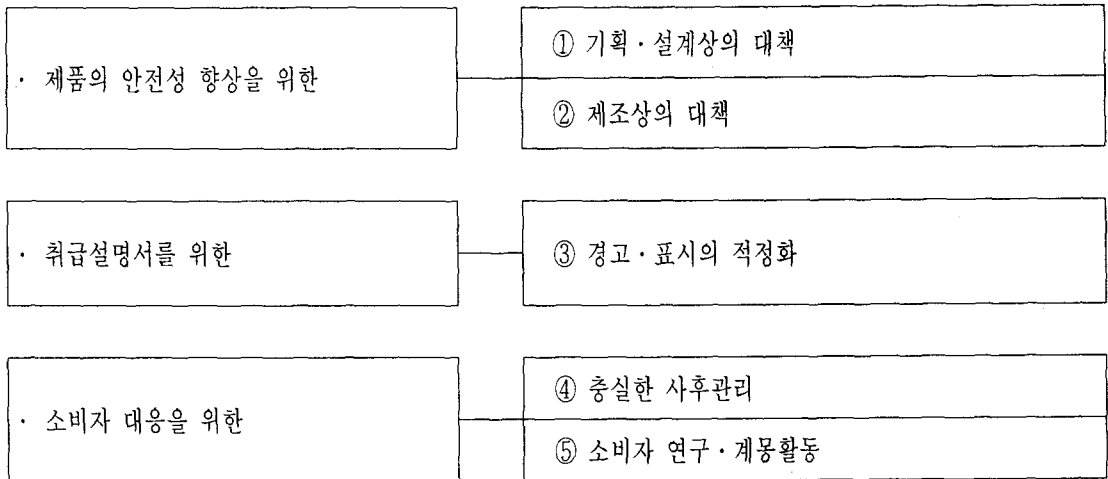 · 제품의 안전성 향상을 위한
① 기획 · 설계상의 대책
② 제조상의 대책
· 취급설명서를 위한
③ 경고 · 표시의 적정화
· 소비자 대응을 위한
④ 충실한 사후관리
⑤ 소비자 연구 · 계몽활동